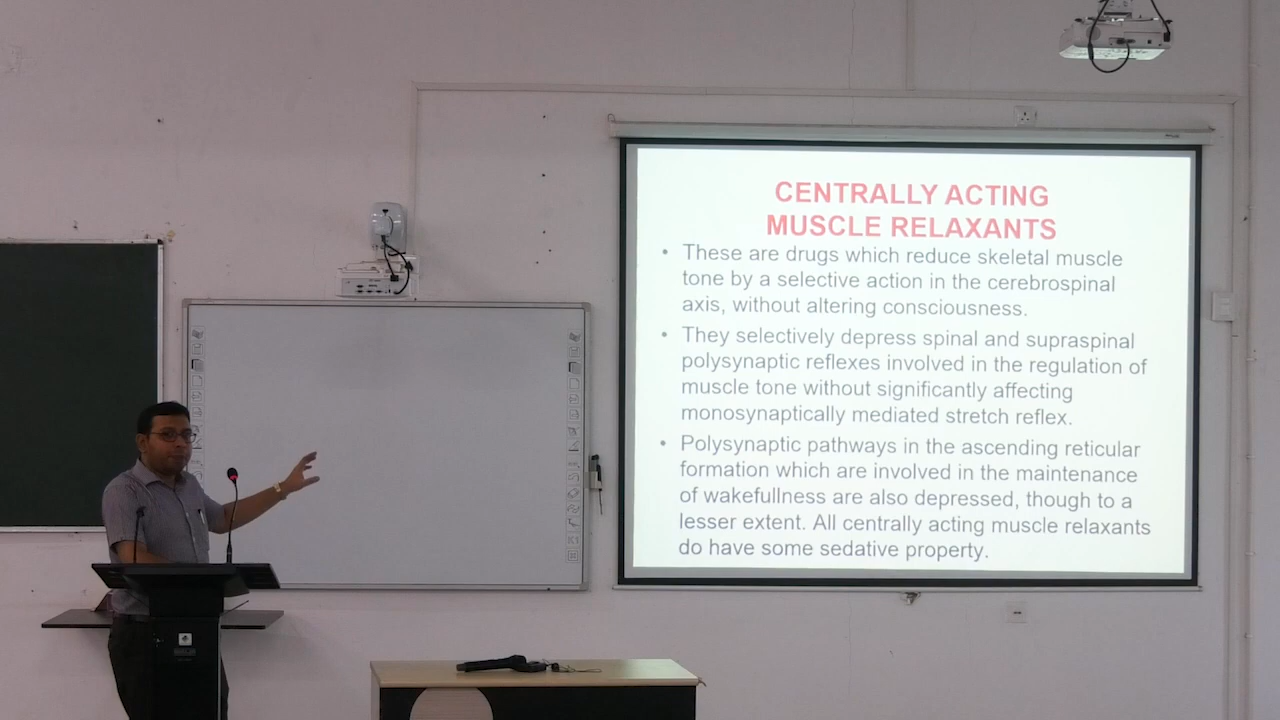 CENTRALLY ACTING
MUSCLE RELAXANTS
• These are drugs which reduce skeletal muscle
tone by a selective action in the cerebrospinal
axis, without altering consciousness.
• They selectively depress spinal and supraspinal
polysynaptic reflexes involved in the regulation of
muscle tone without significantly affecting
monosynaptically mediated stretch reflex.
• Polysynaptic pathways in the ascending reticular
formation which are involved in the maintenance
of wakefullness are also depressed, though to a
lesser extent. All centrally acting muscle relaxants
do have some sedative property.